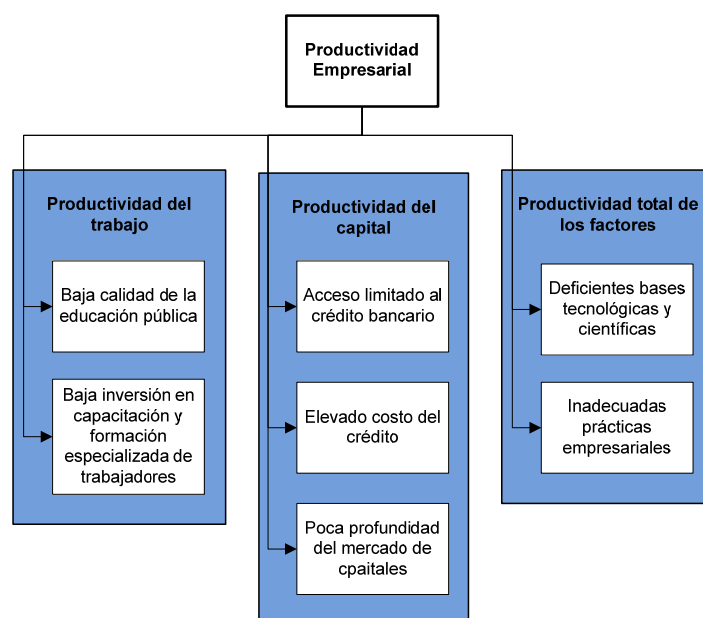 Productividad
Empresarial
Productividad del
trabajo
Baja calidad de la
educación pública
Baja inversión en
capacitación y
formación
especializada de
trabajadores
Productividad del
capital
Acceso limitado al
crédito bancario
Elevado costo del
crédito
Poca profundidad
del mercado de
cpaitales
Productividad total de
los factores
Deficientes bases
tecnológicas y
científicas
Inadecuadas
prácticas
empresariales